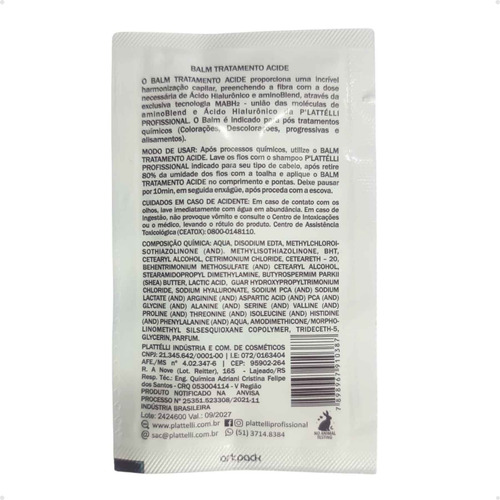 BALM TRATAMENTO ACIDE
O BALM TRATAMENTO ACIDE proporciona uma incrível
harmonização capilar, preenchendo a fibra com a dose
necessária de Ácido Hialurônico e aminoBlend, através da
exclusiva tecnologia MABH₂ - união das moléculas de
aminoBlend e Ácido Hialurônico da P'LATTÉLLI
PROFISSIONAL. O Balm é indicado para pós tratamentos
químicos (Colorações, Descolorações, progressivas e
alisamentos).
MODO DE USAR: Após processos químicos, utilize o BALM
TRATAMENTO ACIDE. Lave os fios com o shampoo P'LATTÉLLI
PROFISSIONAL indicado para seu tipo de cabelo, após retire
80% da umidade dos fios com a toalha e aplique o BALM
TRATAMENTO ACIDE no comprimento e pontas. Deixe pausar
por 10min, em seguida enxágüe, após proceda com a escova.
CUIDADOS EM CASO DE ACIDENTE: Em caso de contato com os
olhos, lave imediatamente com água em abundância. Em caso de
ingestão, não provoque vômito e consulte o Centro de Intoxicações
ou o médico, levando o rótulo do produto. Centro de Assistência
Toxicológica (CEATOX): 0800-0148110.
COMPOSIÇÃO QUÍMICA: AQUA, DISODIUM EDTA, METHYLCHLOROI-
SOTHIAZOLINONE (AND). METHYLISOTHIAZOLINONE, BHT,
CETEARYL ALCOHOL, CETRIMONIUM CHLORIDE, CETEARETH – 20,
BEHENTRIMONIUM METHOSULFATE (AND) CETEARYL ALCOHOL,
STEARAMIDOPROPYL DIMETHYLAMINE, BUTYROSPERMIM PARKII
(SHEA) BUTTER, LACTIC ACID, GUAR HYDROXYPROPYLTRIMONIUM
CHLORIDE, SODIUM HYALURONATE, SODIUM PCA (AND) SODIUM
LACTATE (AND) ARGININE (AND) ASPARTIC ACID (AND) PCA (AND)
GLYCINE (AND) ALANINE (AND) SERINE (AND) VALLINE (AND)
PROLINE (AND) THREONINE (AND) ISOLEUCINE (AND) HISTIDINE
(AND) PHENYLALANINE (AND) AQUA, AMODIMETHICONE/MORPHO-
LINOMETHYL SILSESQUIOXANE COPOLYMER, TRIDECETH-5,
GLYCERIN, PARFUM.
PLATTÉLLI INDÚSTRIA E COM. DE COSMÉTICOS
CNPJ: 21.345.642/0001-00 | I.E: 072/0163404
AFE./MS nº 4.02.347-6 | CEP: 95902-264
R. A Nove (Lot. Reitter), 165 - Lajeado/RS
Resp. Téc.: Eng. Química Adriani Cristina Felipe
dos Santos - CRQ 053004114 - V Região
PRODUTO NOTIFICADO NA ANVISA
PROCESSO Nº 25351.523308/2021-11
INDÚSTRIA BRASILEIRA
Lote: 2424600 Val.: 09/2027
www.plattelli.com.br
plattelliprofissional
sac@plattelli.com.br
(51) 3714.8384
7898967991038
NO ANIMAL
TESTING
artpack